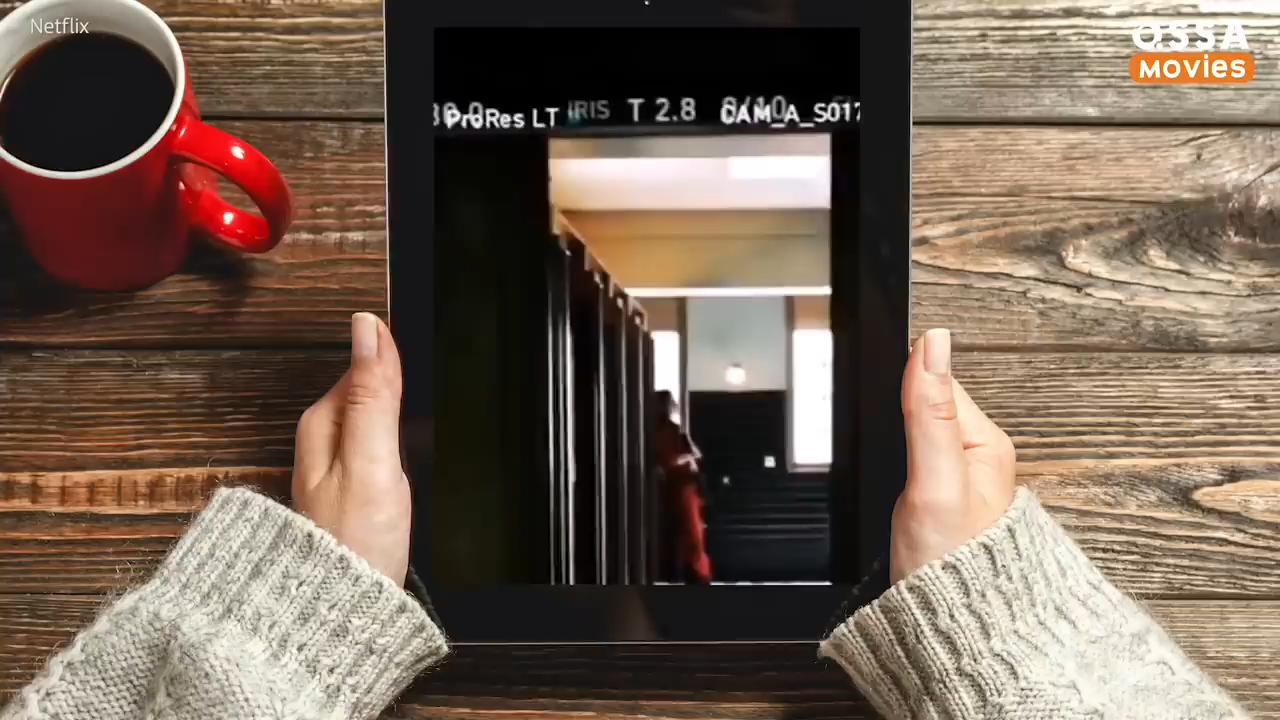 Netflix
OSSA
MOVIES
ProRes LT
IRIS T 2.8
CAM_A_S017